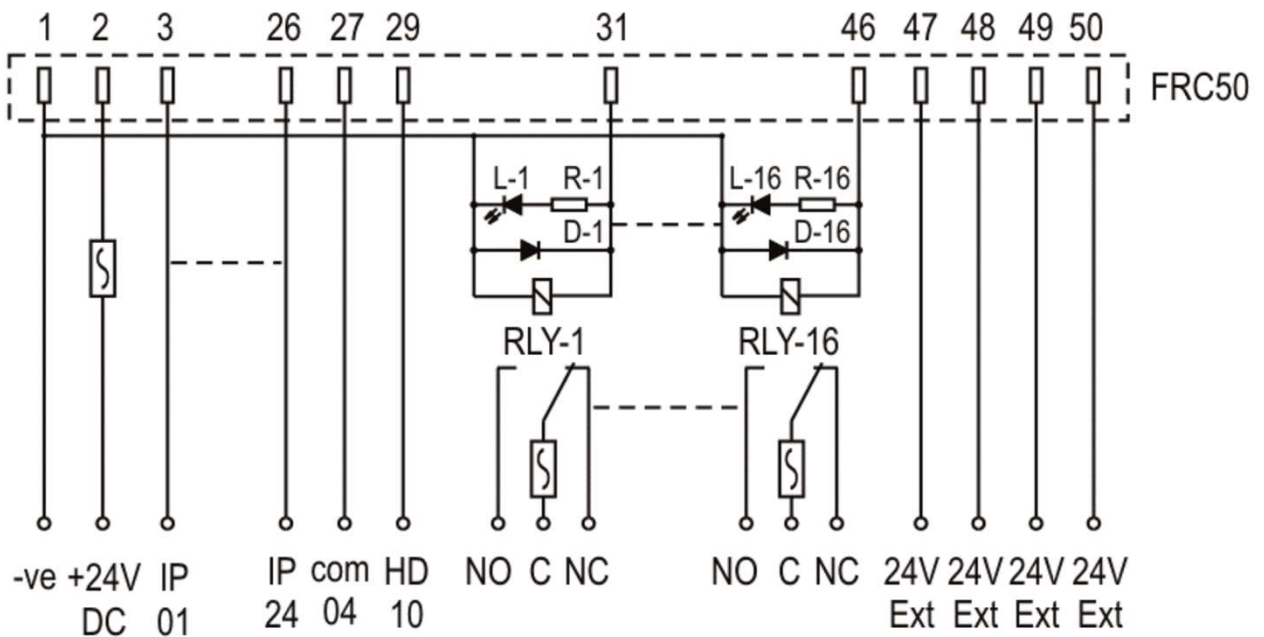 1 2 3 26 27 29 31 46 47 48 49 50
FRC50
L-1 R-1 L-16 R-16
D-1 D-16
RLY-1 RLY-16
-ve +24V IP IP com HD NO C NC NO C NC 24V 24V 24V 24V
DC 01 24 04 10 Ext Ext Ext Ext